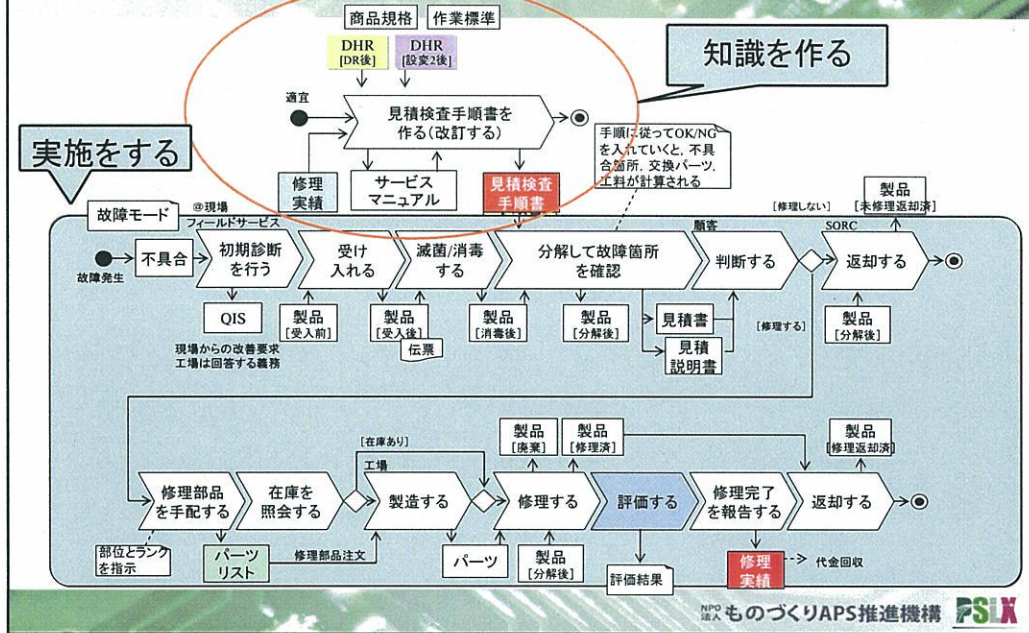 商品規格
作業標準
DHR
[DR後]
DHR
[設変2後]
知識を作る
適宜
見積検査手順書を
作る(改訂する)
修理
実績
サービス
マニュアル
見積検査
手順書
手順に従ってOK/NG
を入れていくと, 不具
合箇所, 交換パーツ,
工料が計算される
実施をする
故障モード
@現場
フィールドサービス
製品
[未修理返却済]
[修理しない]
顧客
SORC
故障発生
不具合
初期診断
を行う
受け
入れる
滅菌/消毒
する
分解して故障箇所
を確認
判断する
返却する
QIS
製品
[受入前]
製品
[受入後]
伝票
製品
[消毒後]
製品
[分解後]
見積書
見積
説明書
[修理する]
製品
[分解後]
現場からの改善要求
工場は回答する義務
[在庫あり]
工場
製品
[廃棄]
製品
[修理済]
製品
[修理返却済]
修理部品
を手配する
在庫を
照会する
製造する
修理する
評価する
修理完了
を報告する
返却する
部位とランク
を指示
パーツ
リスト
修理部品注文
パーツ
製品
[分解後]
評価結果
修理
実績
代金回収
NPO法人 ものづくりAPS推進機構 PSLX